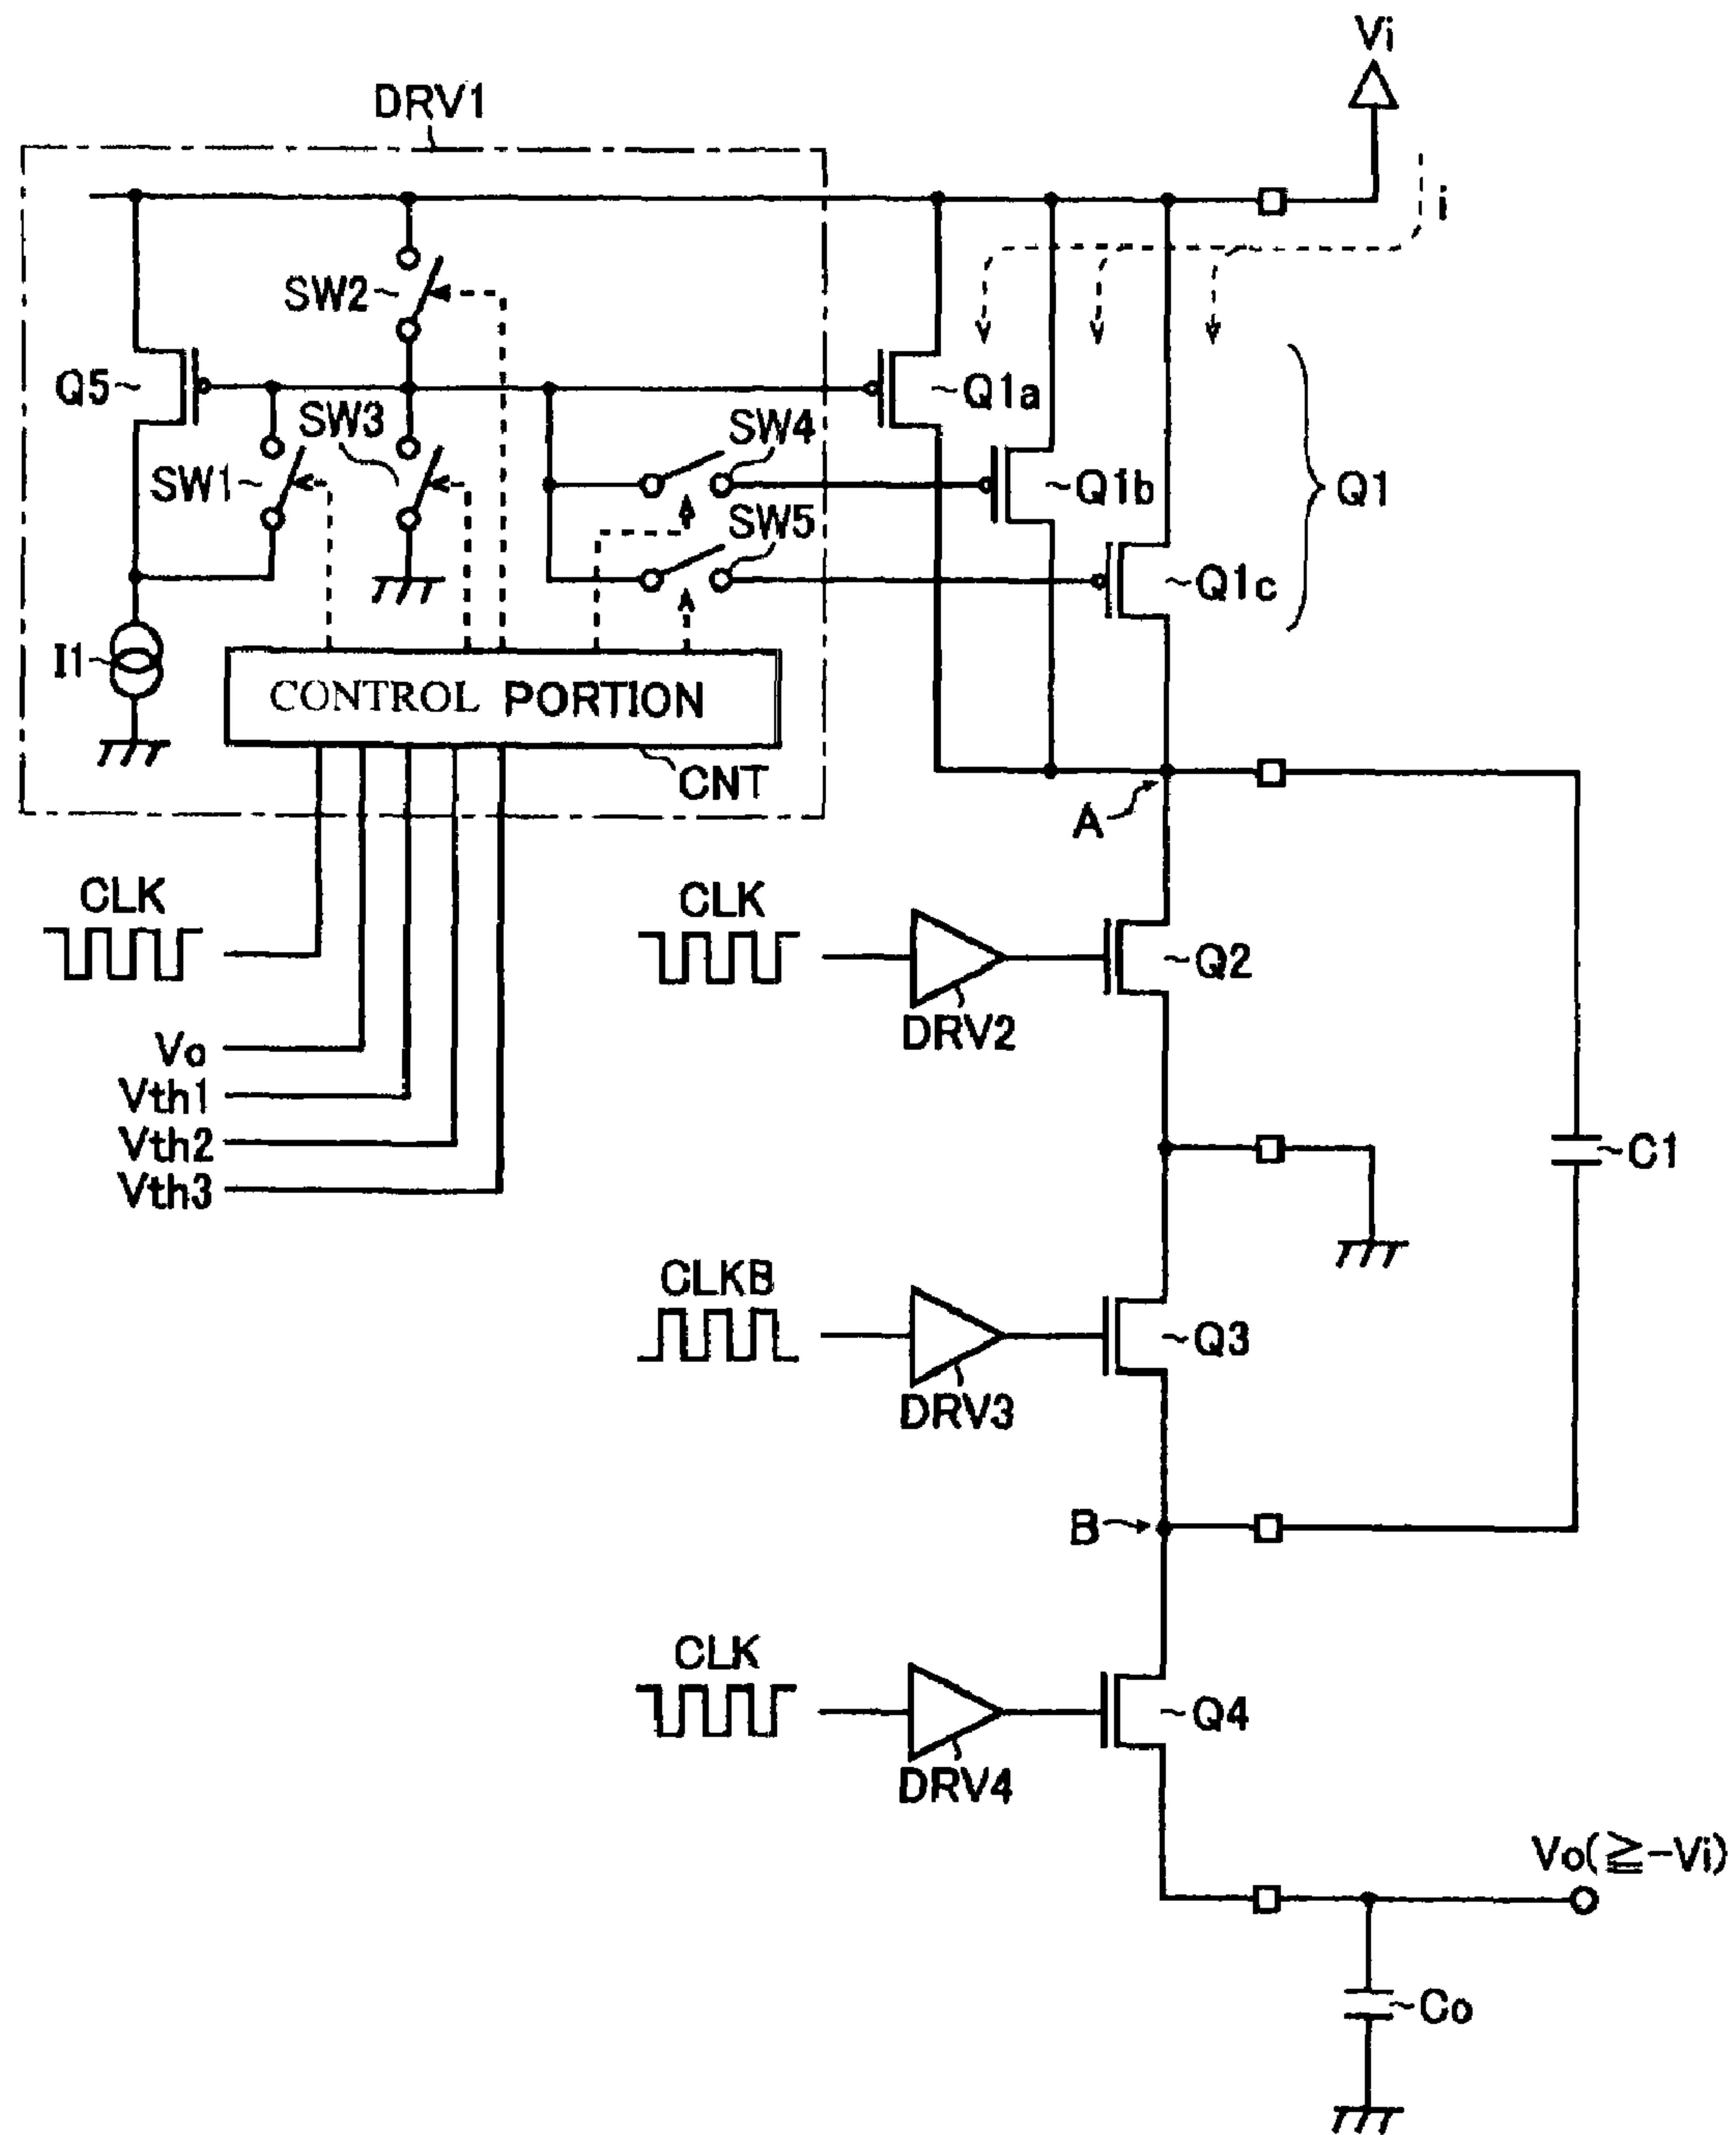 Vi
DRV1
i
SW2
Q5
SW3
Q1a
SW4
SW1
Q1b
Q1
SW5
Q1c
I1
CONTROL PORTION
CNT
A
CLK
CLK
Q2
DRV2
Vo
Vth1
Vth2
Vth3
C1
CLKB
Q3
DRV3
B
CLK
Q4
DRV4
Vo(≧-Vi)
Co